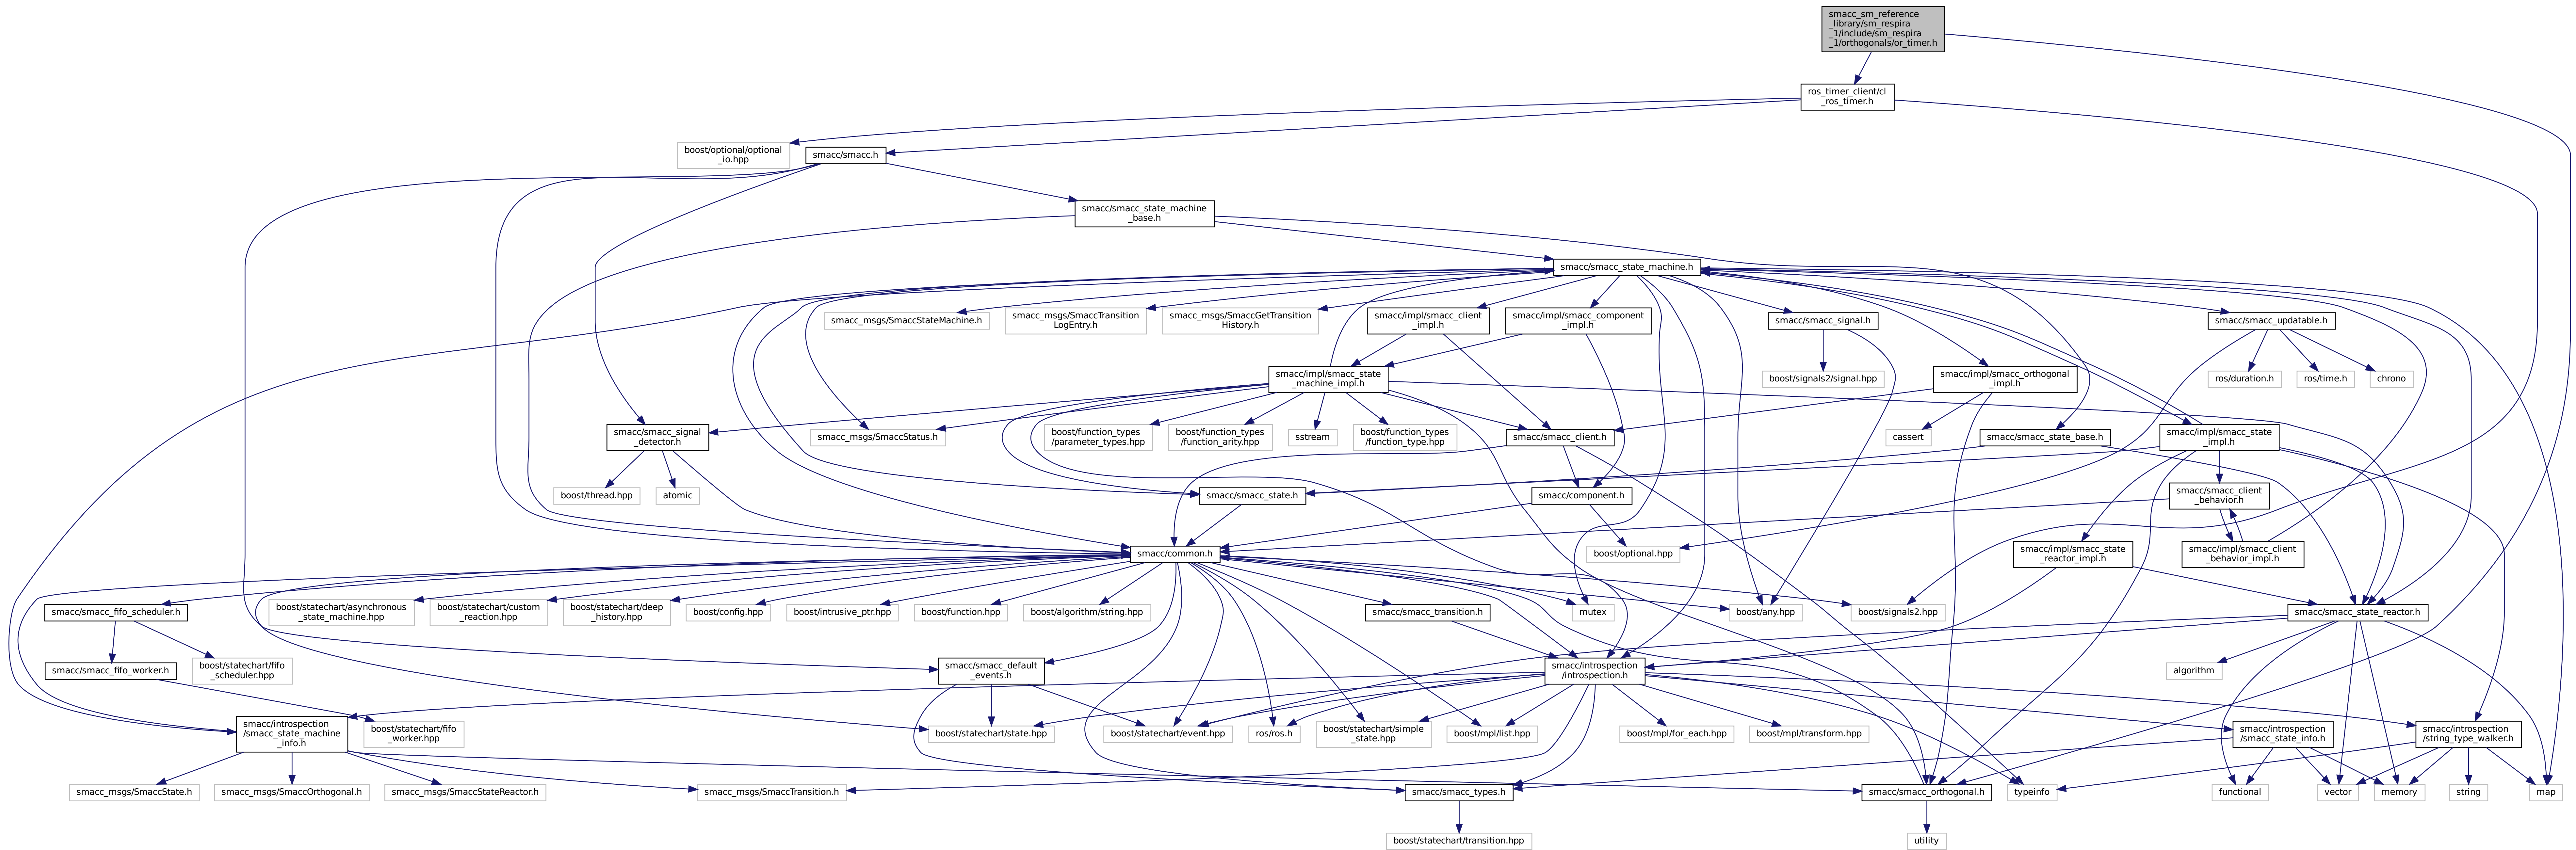 smacc_sm_reference
_library/sm_respira
_1/include/sm_respira
_1/orthogonals/or_timer.h
ros_timer_client/cl
_ros_timer.h
boost/optional/optional
_io.hpp
smacc/smacc.h
smacc/smacc_state_machine
_base.h
smacc/smacc_state_machine.h
smacc_msgs/SmaccStateMachine.h
smacc_msgs/SmaccTransition
LogEntry.h
smacc_msgs/SmaccGetTransition
History.h
smacc/impl/smacc_client
_impl.h
smacc/impl/smacc_component
_impl.h
smacc/smacc_signal.h
smacc/smacc_updatable.h
smacc/impl/smacc_state
_machine_impl.h
boost/signals2/signal.hpp
smacc/impl/smacc_orthogonal
_impl.h
ros/duration.h
ros/time.h
chrono
smacc/smacc_signal
_detector.h
smacc_msgs/SmaccStatus.h
boost/function_types
/parameter_types.hpp
boost/function_types
/function_arity.hpp
sstream
boost/function_types
/function_type.hpp
smacc/smacc_client.h
cassert
smacc/smacc_state_base.h
smacc/impl/smacc_state
_impl.h
boost/thread.hpp
atomic
smacc/smacc_state.h
smacc/component.h
smacc/smacc_client
_behavior.h
smacc/common.h
boost/optional.hpp
smacc/impl/smacc_state
_reactor_impl.h
smacc/impl/smacc_client
_behavior_impl.h
smacc/smacc_fifo_scheduler.h
boost/statechart/asynchronous
_state_machine.hpp
boost/statechart/custom
_reaction.hpp
boost/statechart/deep
_history.hpp
boost/config.hpp
boost/intrusive_ptr.hpp
boost/function.hpp
boost/algorithm/string.hpp
smacc/smacc_transition.h
mutex
boost/any.hpp
boost/signals2.hpp
smacc/smacc_state_reactor.h
smacc/smacc_fifo_worker.h
boost/statechart/fifo
_scheduler.hpp
smacc/smacc_default
_events.h
smacc/introspection
/introspection.h
algorithm
smacc/introspection
/smacc_state_machine
_info.h
boost/statechart/fifo
_worker.hpp
boost/statechart/state.hpp
boost/statechart/event.hpp
ros/ros.h
boost/statechart/simple
_state.hpp
boost/mpl/list.hpp
boost/mpl/for_each.hpp
boost/mpl/transform.hpp
smacc/introspection
/smacc_state_info.h
smacc/introspection
/string_type_walker.h
smacc_msgs/SmaccState.h
smacc_msgs/SmaccOrthogonal.h
smacc_msgs/SmaccStateReactor.h
smacc_msgs/SmaccTransition.h
smacc/smacc_types.h
smacc/smacc_orthogonal.h
typeinfo
functional
vector
memory
string
map
boost/statechart/transition.hpp
utility